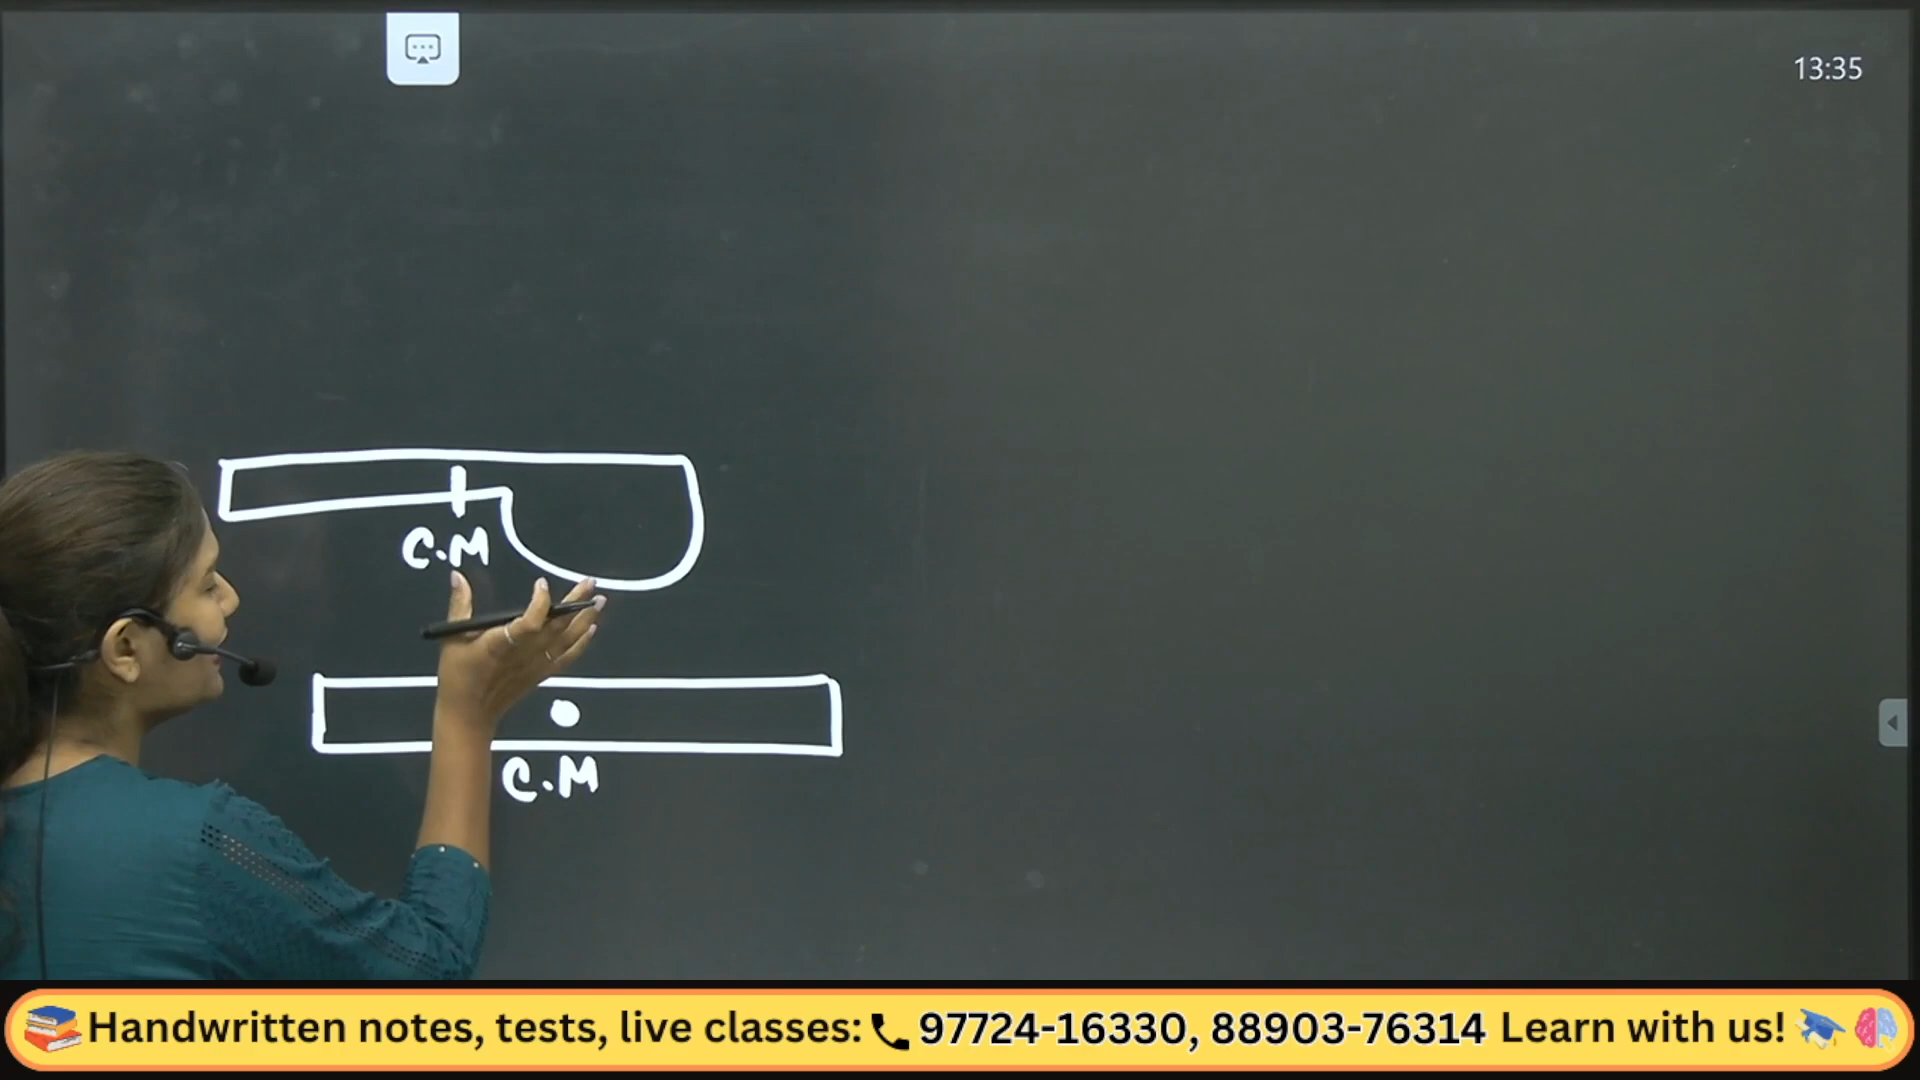 13:35
C.M
C.M
Handwritten notes, tests, live classes: 97724-16330, 88903-76314 Learn with us!